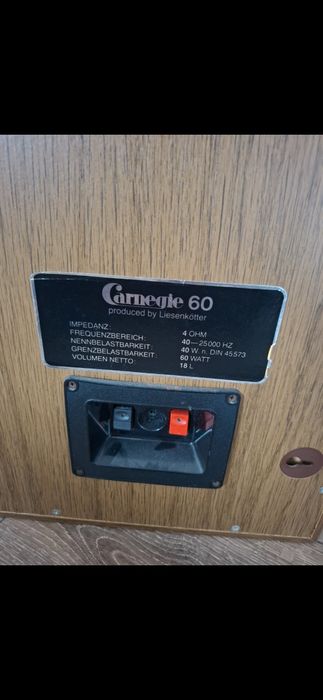 Carnegie 60
produced by Liesenkötter
IMPEDANZ: 4 OHM
FREQUENZBEREICH: 40—25000 HZ
NENNBELASTBARKEIT: 40 W. n. DIN 45573
GRENZBELASTBARKEIT: 60 WATT
VOLUMEN NETTO: 18 L